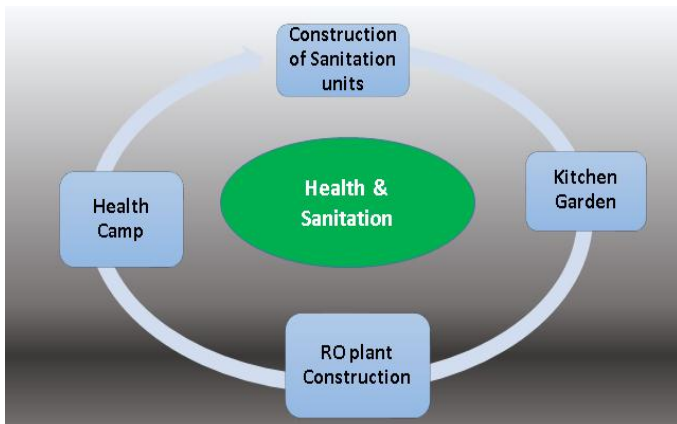 Construction
of Sanitation
units
Health &
Sanitation
Kitchen
Garden
Health
Camp
RO plant
Construction